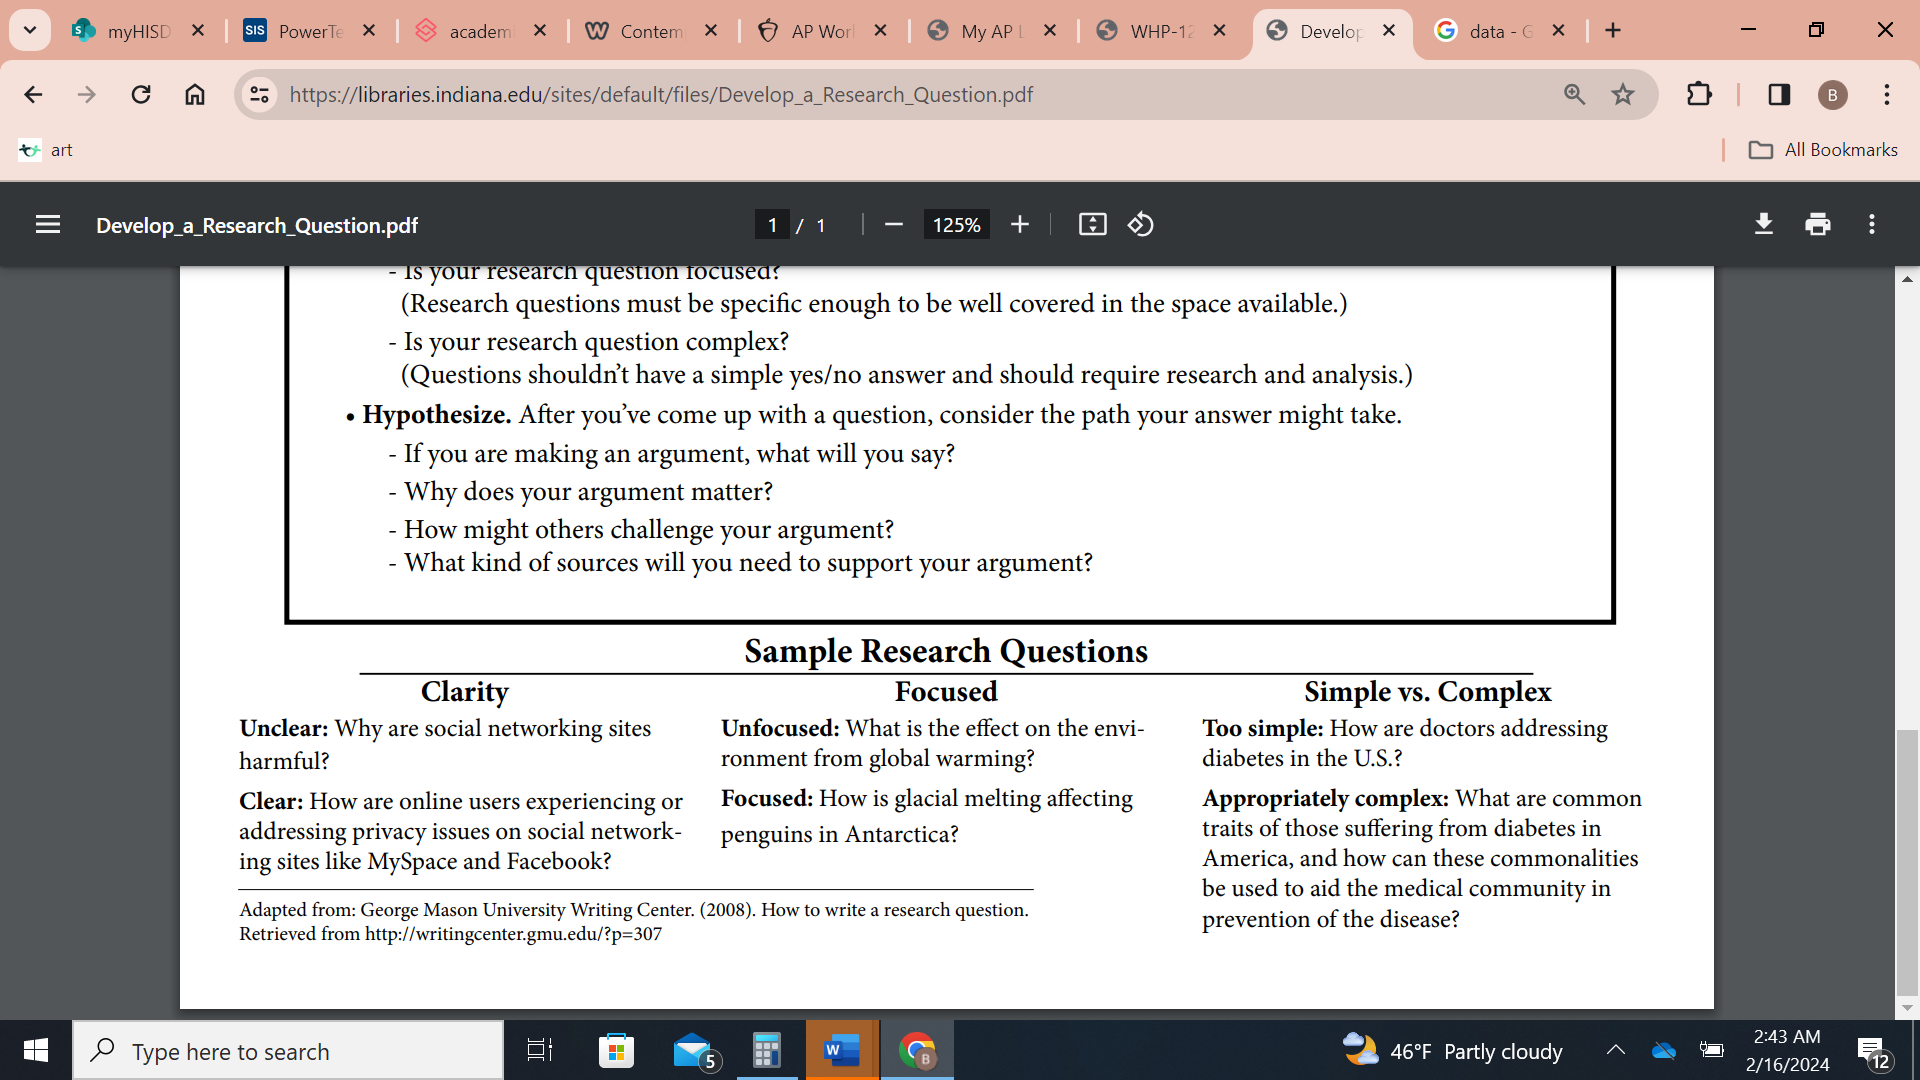 myHISD
SIS PowerTe
academ
Contem
AP Worl
My AP L
WHP-12
Develop
data - G
https://libraries.indiana.edu/sites/default/files/Develop_a_Research_Question.pdf
B
art
All Bookmarks
Develop_a_Research_Question.pdf
1 / 1
125%
- Is your research question focused?
(Research questions must be specific enough to be well covered in the space available.)
- Is your research question complex?
(Questions shouldn't have a simple yes/no answer and should require research and analysis.)
• Hypothesize. After you've come up with a question, consider the path your answer might take.
- If you are making an argument, what will you say?
- Why does your argument matter?
- How might others challenge your argument?
- What kind of sources will you need to support your argument?
Sample Research Questions
Clarity
Unclear: Why are social networking sites
harmful?
Clear: How are online users experiencing or
addressing privacy issues on social network-
ing sites like MySpace and Facebook?
Focused
Unfocused: What is the effect on the envi-
ronment from global warming?
Focused: How is glacial melting affecting
penguins in Antarctica?
Simple vs. Complex
Too simple: How are doctors addressing
diabetes in the U.S.?
Appropriately complex: What are common
traits of those suffering from diabetes in
America, and how can these commonalities
be used to aid the medical community in
prevention of the disease?
Adapted from: George Mason University Writing Center. (2008). How to write a research question.
Retrieved from http://writingcenter.gmu.edu/?p=307
Type here to search
5
W
B
46°F Partly cloudy
2:43 AM
2/16/2024
12